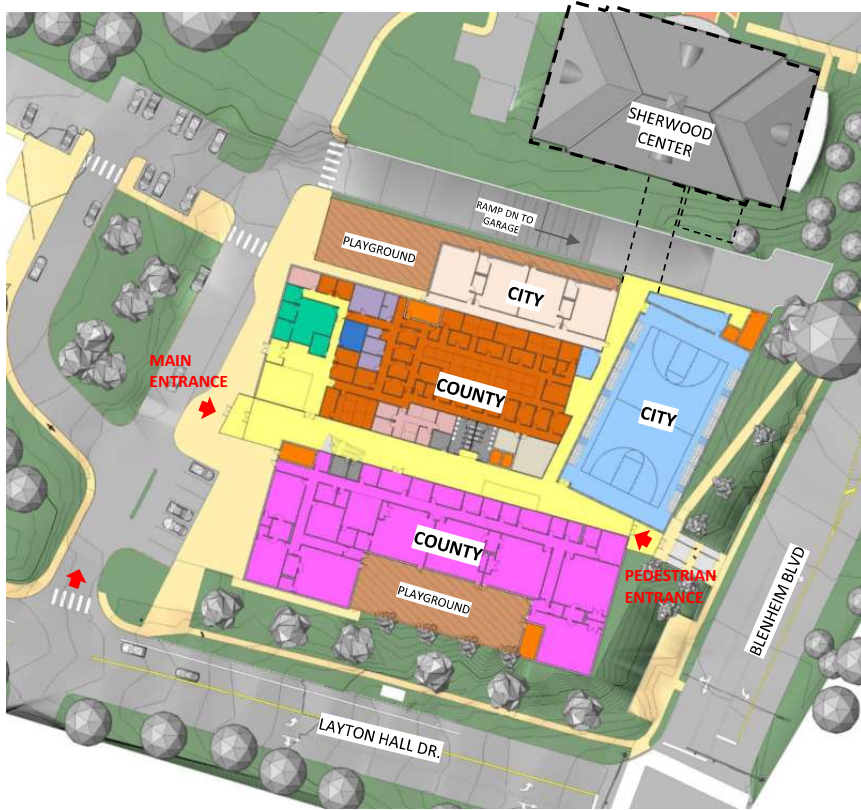 SHERWOOD
CENTER
RAMP DN TO
GARAGE
PLAYGROUND
CITY
MAIN
ENTRANCE
COUNTY
CITY
COUNTY
PEDESTRIAN
ENTRANCE
PLAYGROUND
BLENHEIM BLVD
LAYTON HALL DR.